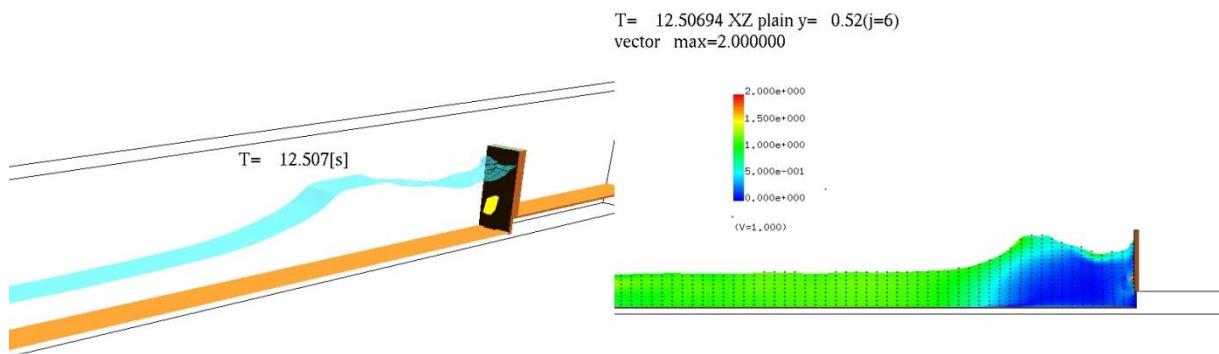 T=    12.507[s]
T=    12.50694 XZ plain y=   0.52(j=6)
vector   max=2.000000
2.000e+000
1.500e+000
1.000e+000
5.000e-001
0.000e+000
(V=1.000)